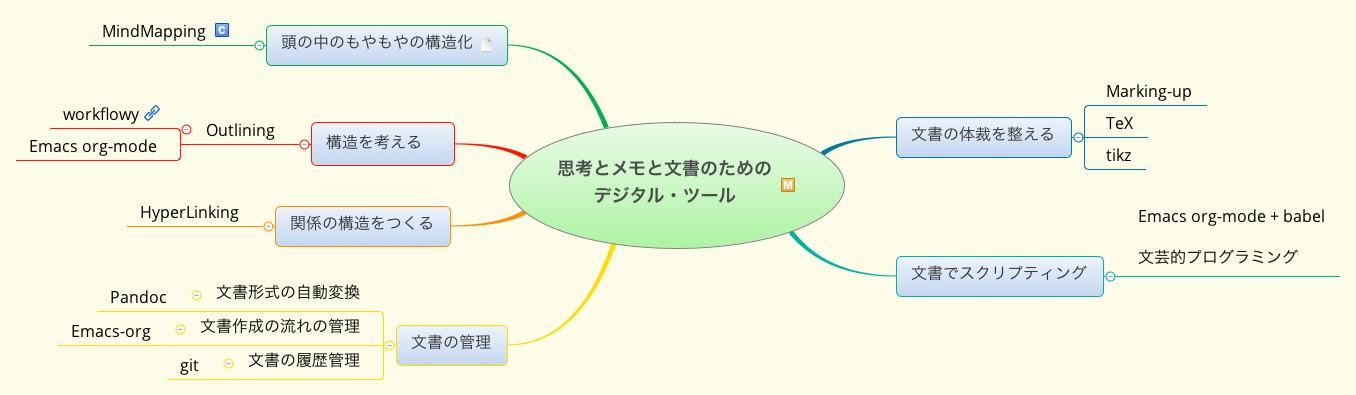 思考とメモと文書のための
デジタル・ツール
M
頭の中のもやもやの構造化
MindMapping
C
構造を考える
Outlining
workflowy
Emacs org-mode
関係の構造をつくる
HyperLinking
文書の管理
文書形式の自動変換
Pandoc
文書作成の流れの管理
Emacs-org
文書の履歴管理
git
文書の体裁を整える
Marking-up
TeX
tikz
文書でスクリプティング
Emacs org-mode + babel
文芸的プログラミング